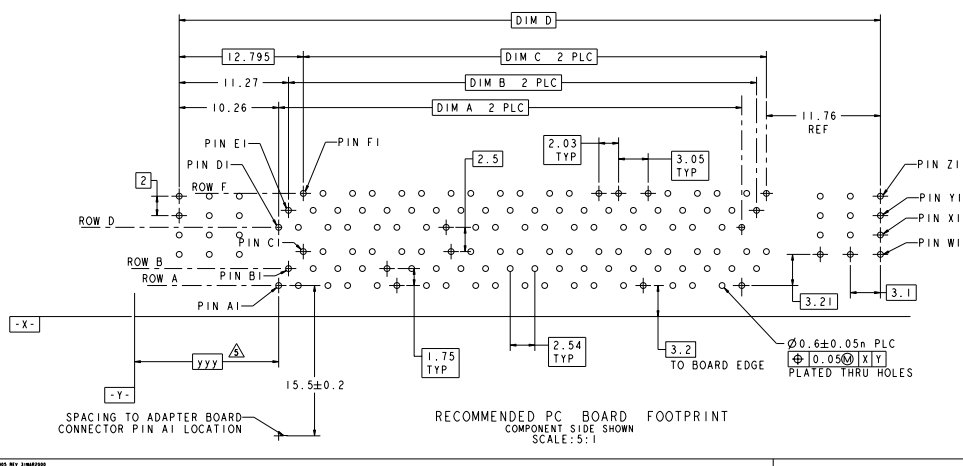 DIM D
12.795
DIM C 2 PLC
11.27
DIM B 2 PLC
10.26
DIM A 2 PLC
11.76
REF
PIN E1
PIN F1
PIN D1
2.5
2.03
TYP
3.05
TYP
2
ROW F
PIN Z1
PIN Y1
ROW D
PIN X1
PIN C1
PIN W1
ROW B
PIN B1
ROW A
PIN A1
3.21
3.1
-X-
yyy
5
1.75
TYP
2.54
TYP
3.2
TO BOARD EDGE
Ø0.6±0.05n PLC
⌖ 0.05Ⓜ X Y
PLATED THRU HOLES
-Y-
15.5±0.2
SPACING TO ADAPTER BOARD
CONNECTOR PIN A1 LOCATION
RECOMMENDED PC BOARD FOOTPRINT
COMPONENT SIDE SHOWN
SCALE:5:1